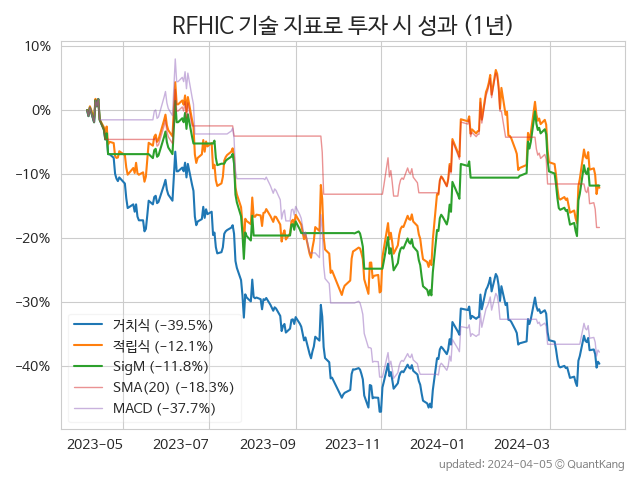 RFHIC 기술 지표로 투자 시 성과 (1년)
10%
0%
−10%
−20%
−30%
−40%
거치식 (−39.5%)
적립식 (−12.1%)
SigM (−11.8%)
SMA(20) (−18.3%)
MACD (−37.7%)
2023−05 2023−07 2023−09 2023−11 2024−01 2024−03
updated: 2024−04−05 © QuantKang